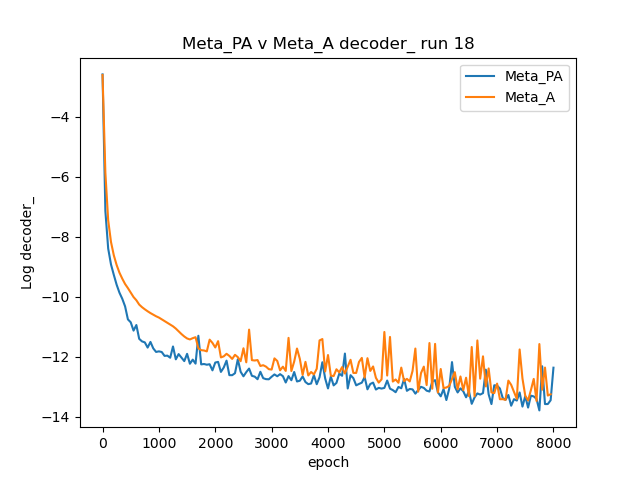 Meta_PA v Meta_A decoder_ run 18
Meta_PA
Meta_A
Log decoder_
−4
−6
−8
−10
−12
−14
0 1000 2000 3000 4000 5000 6000 7000 8000
epoch